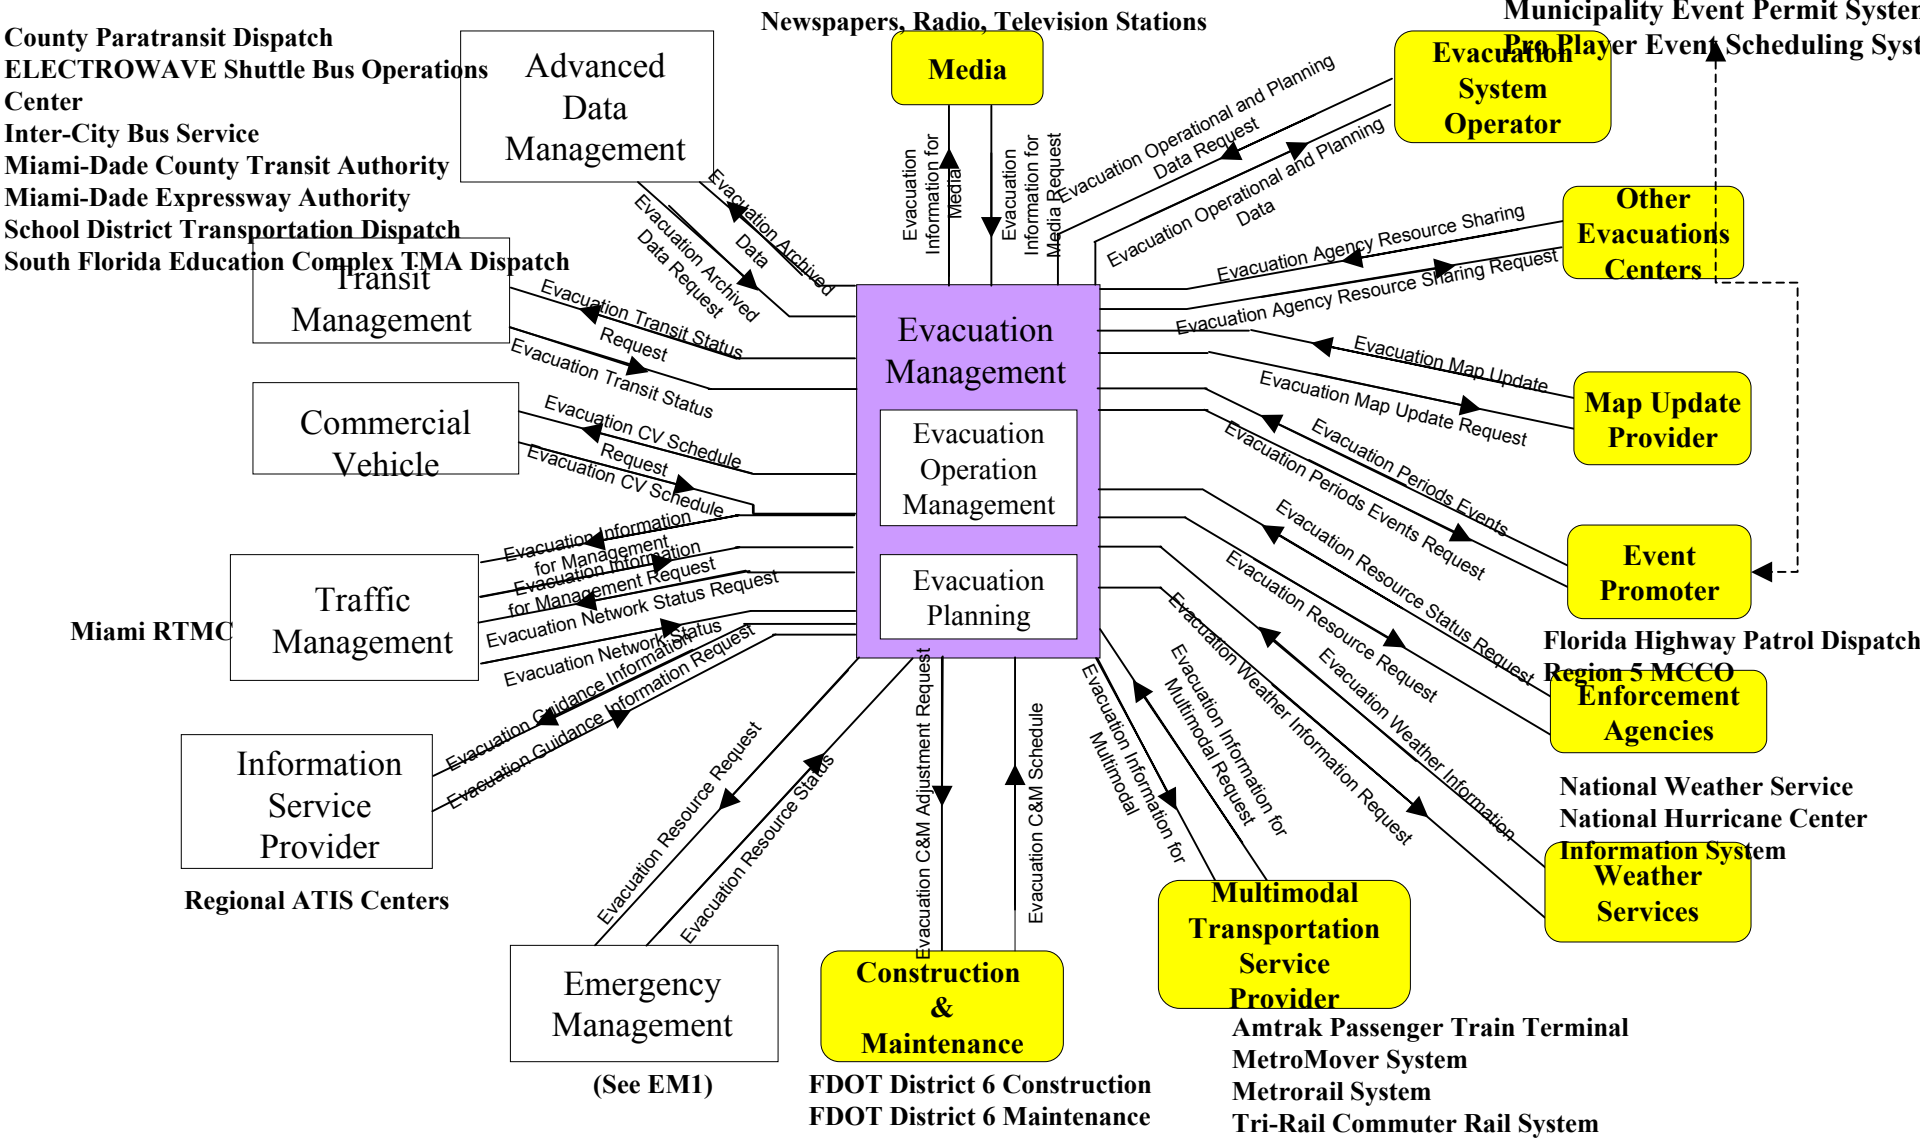 Newspapers, Radio, Television Stations
Municipality Event Permit System
Pro Player Event Scheduling Syst
County Paratransit Dispatch
ELECTROWAVE Shuttle Bus Operations
Center
Inter-City Bus Service
Miami-Dade County Transit Authority
Miami-Dade Expressway Authority
School District Transportation Dispatch
South Florida Education Complex TMA Dispatch
Advanced
Data
Management
Media
Evacuation
System
Operator
Other
Evacuations
Centers
Transit
Management
Commercial
Vehicle
Traffic
Management
Miami RTMC
Information
Service
Provider
Regional ATIS Centers
Emergency
Management
(See EM1)
Evacuation
Management
Evacuation
Operation
Management
Evacuation
Planning
Map Update
Provider
Event
Promoter
Florida Highway Patrol Dispatch
Region 5 MCCO
Enforcement
Agencies
National Weather Service
National Hurricane Center
Information System
Weather
Services
Multimodal
Transportation
Service
Provider
Amtrak Passenger Train Terminal
MetroMover System
Metrorail System
Tri-Rail Commuter Rail System
Construction
&
Maintenance
FDOT District 6 Construction
FDOT District 6 Maintenance
Evacuation Archived
Data
Evacuation Archived
Data Request
Evacuation
Information for
Media
Evacuation
Information for
Media Request
Evacuation Operational and Planning
Data Request
Evacuation Operational and Planning
Data
Evacuation Agency Resource Sharing
Evacuation Agency Resource Sharing Request
Evacuation Map Update
Evacuation Map Update Request
Evacuation Periods Events
Evacuation Periods Events Request
Evacuation Resource Status Request
Evacuation Resource Request
Evacuation Weather Information
Evacuation Weather Information Request
Evacuation Information for
Multimodal Request
Evacuation Information for
Multimodal
Evacuation C&M Schedule
Evacuation C&M Adjustment Request
Evacuation Resource Status
Evacuation Resource Request
Evacuation Guidance Information
Evacuation Guidance Information Request
Evacuation Network Status
Evacuation Network Status Request
Evacuation Information
for Management Request
Evacuation Information
for Management
Evacuation CV Schedule
Request
Evacuation CV Schedule
Evacuation Transit Status
Request
Evacuation Transit Status